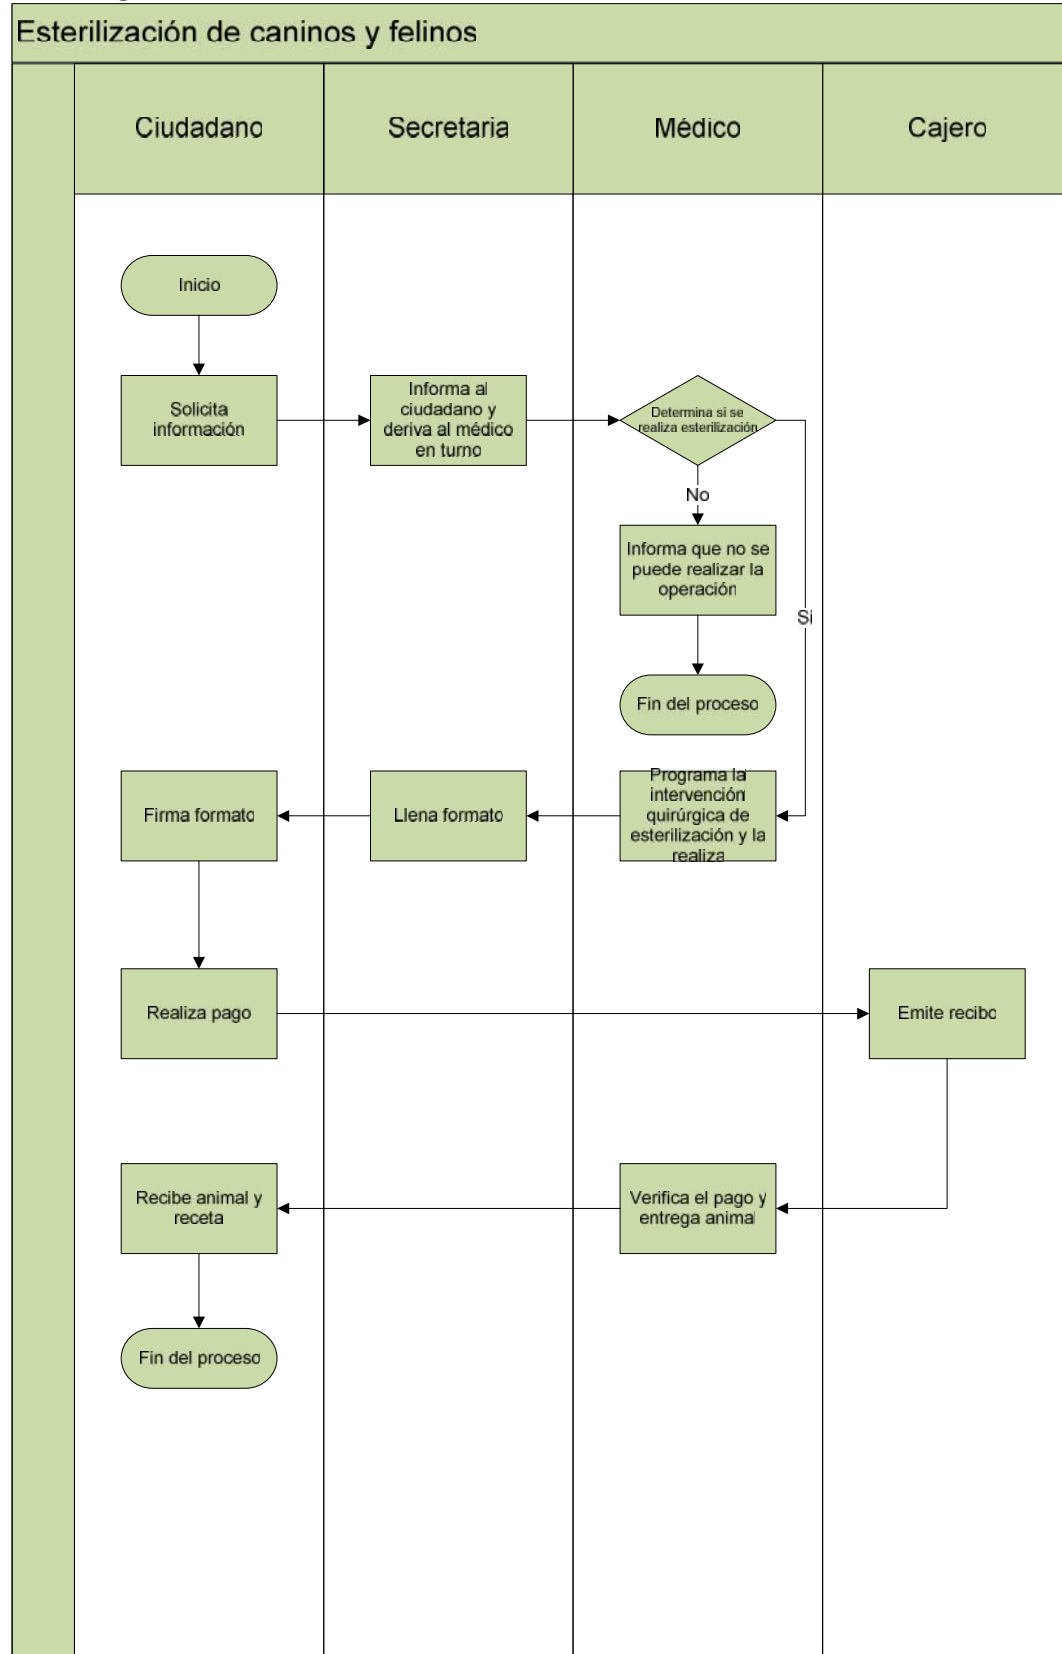 Esterilización de caninos y felinos
Ciudadano
Secretaria
Médico
Cajero
Inicio
Solicita
información
Informa al
ciudadano y
deriva al médico
en turno
Determina si se
realiza esterilización
No
Informa que no se
puede realizar la
operación
Si
Fin del proceso
Programa la
intervención
quirúrgica de
esterilización y la
realiza
Llena formato
Firma formato
Realiza pago
Emite recibo
Verifica el pago y
entrega animal
Recibe animal y
receta
Fin del proceso